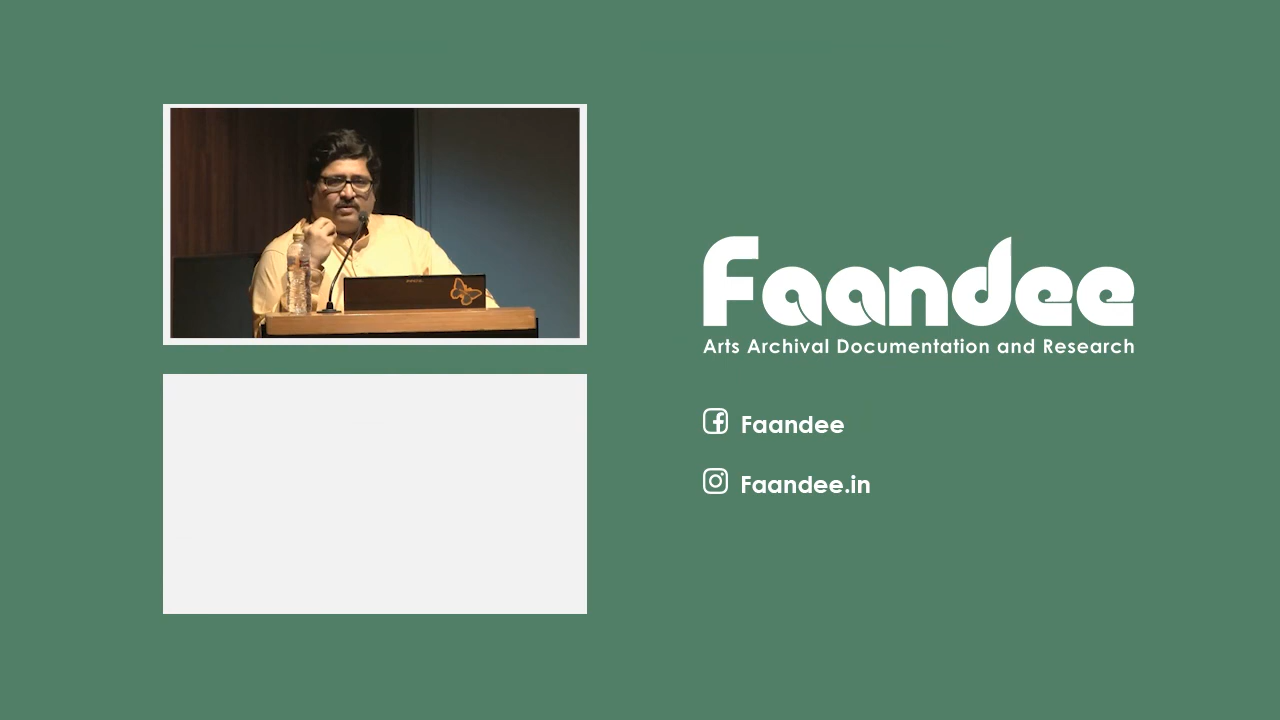 Faandee
Arts Archival Documentation and Research
Faandee
Faandee.in